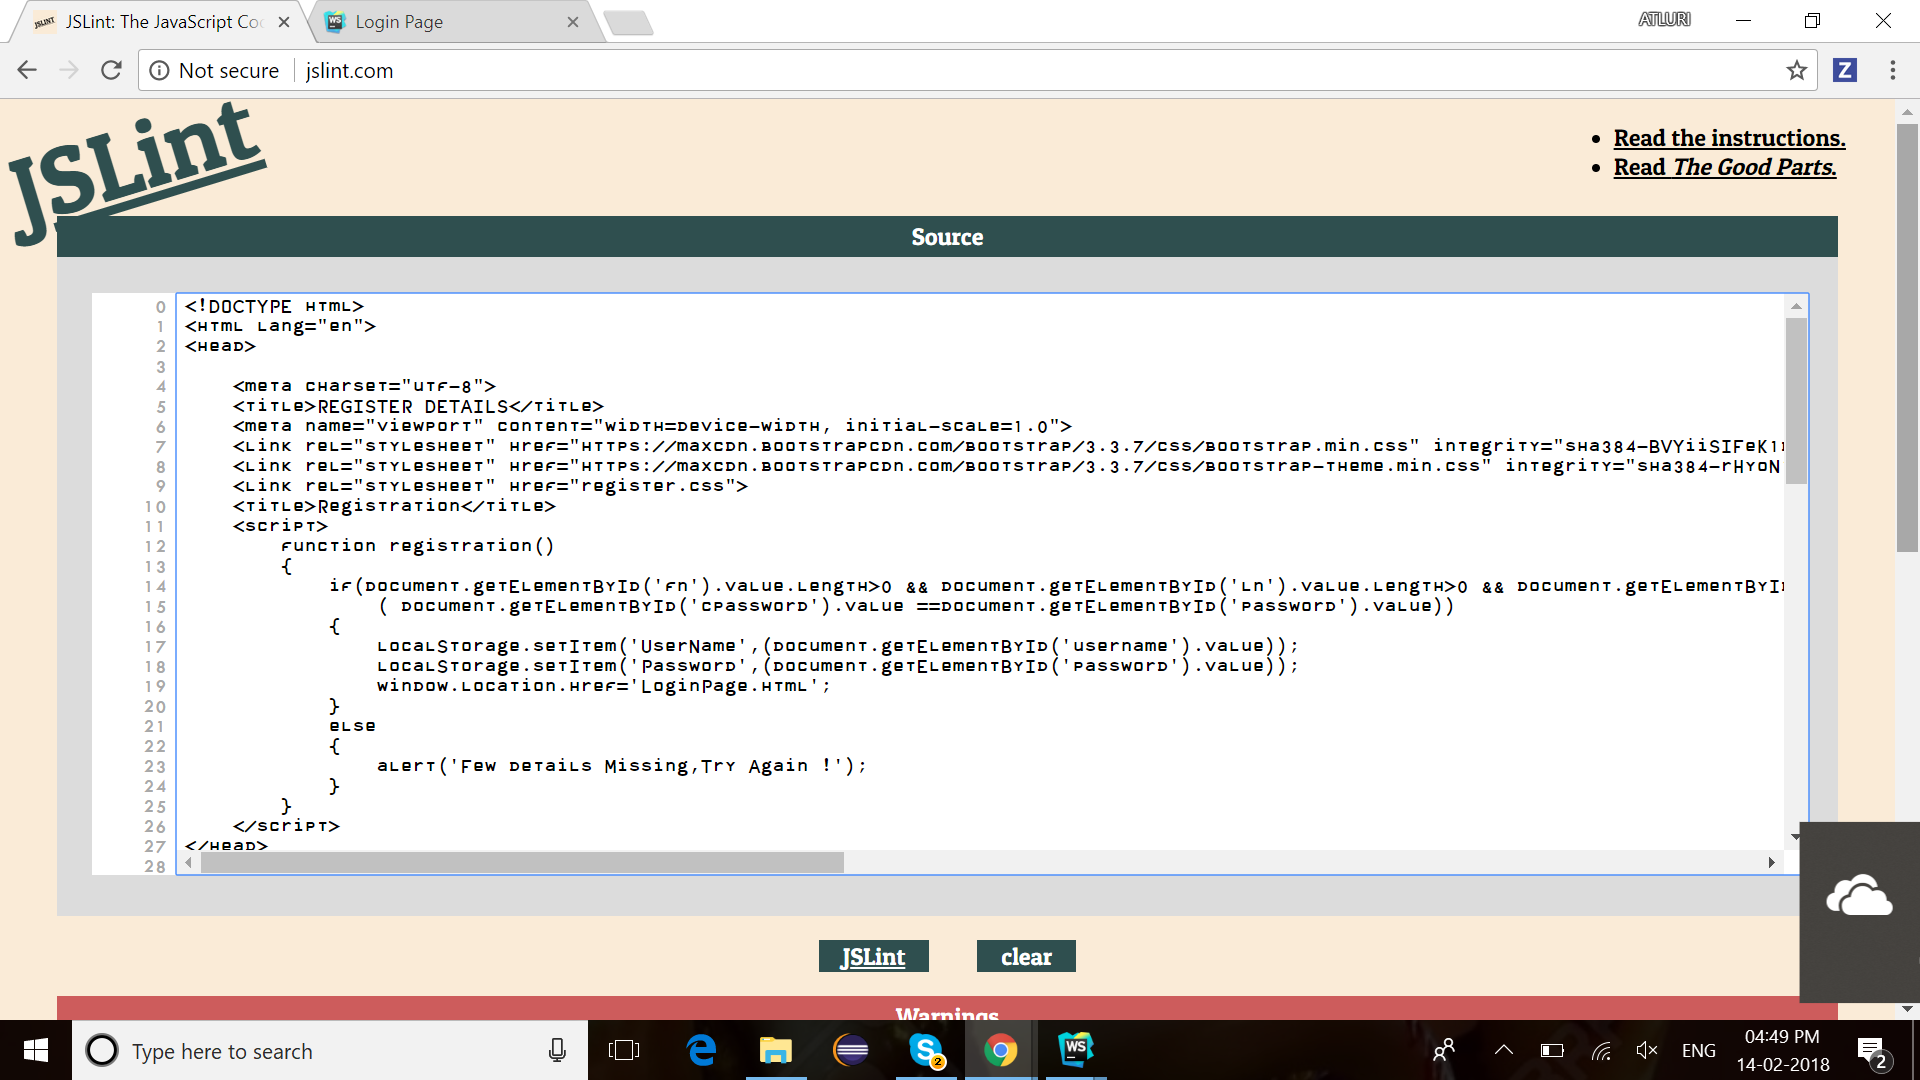 JSLint: The JavaScript Co
Login Page
ATLURI
Not secure
jslint.com
Z
JSLint
Read the instructions.
Read The Good Parts.
Source
0 <!DOCTYPE html>
1 <html lang="en">
2 <head>
3
4 <meta charset="utf-8">
5 <title>REGISTER DETAILS</title>
6 <meta name="viewport" content="width=device-width, initial-scale=1.0">
7 <link rel="stylesheet" href="https://maxcdn.bootstrapcdn.com/bootstrap/3.3.7/css/bootstrap.min.css" integrity="sha384-BVYiiSIFeK1
8 <link rel="stylesheet" href="https://maxcdn.bootstrapcdn.com/bootstrap/3.3.7/css/bootstrap-theme.min.css" integrity="sha384-rHyoN
9 <link rel="stylesheet" href="register.css">
10 <title>Registration</title>
11 <script>
12 function registration()
13 {
14 if(document.getElementById('fn').value.length>0 && document.getElementById('ln').value.length>0 && document.getElementById
15 ( document.getElementById('cpassword').value ==document.getElementById('password').value))
16 {
17 localStorage.setItem('UserName',(document.getElementById('username').value));
18 localStorage.setItem('Password',(document.getElementById('password').value));
19 window.location.href='LoginPage.html';
20 }
21 else
22 {
23 alert('Few details Missing,Try Again !');
24 }
25 }
26 </script>
27 </head>
28
JSLint clear
Warnings
Type here to search
WS
2
ENG
04:49 PM
14-02-2018
2